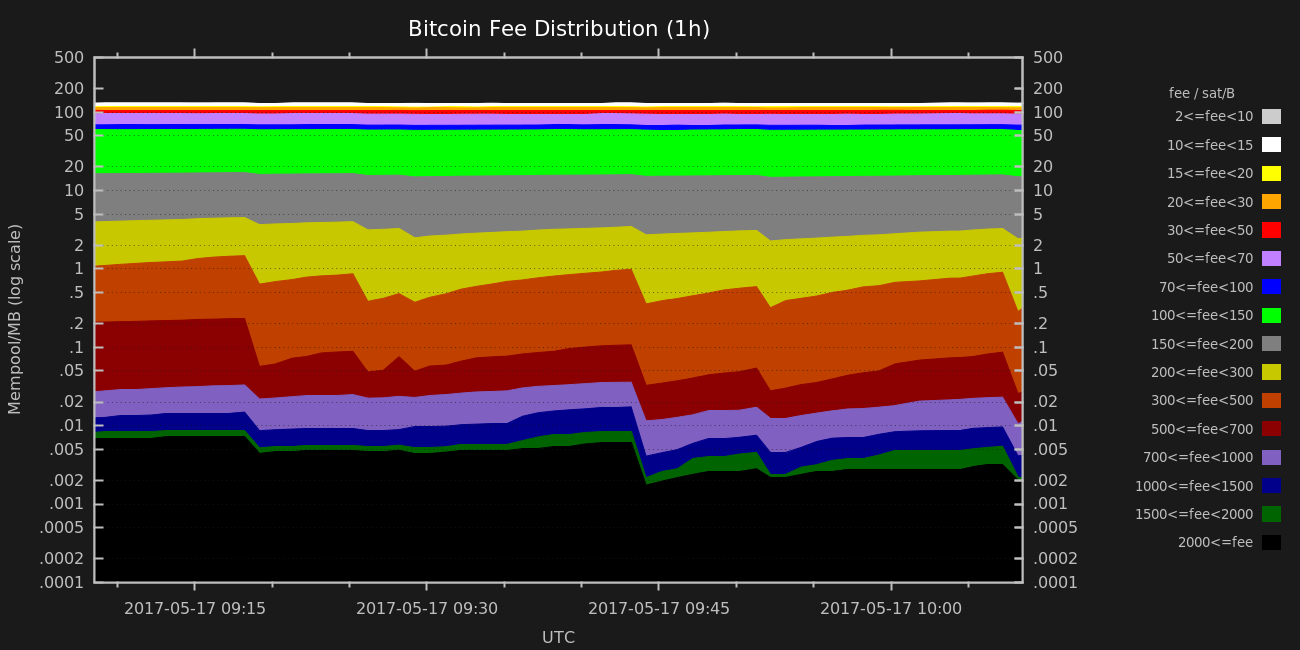 Bitcoin Fee Distribution (1h)
Mempool/MB (log scale)
500
200
100
50
20
10
5
2
1
.5
.2
.1
.05
.02
.01
.005
.002
.001
.0005
.0002
.0001
500
200
100
50
20
10
5
2
1
.5
.2
.1
.05
.02
.01
.005
.002
.001
.0005
.0002
.0001
2017-05-17 09:15
2017-05-17 09:30
2017-05-17 09:45
2017-05-17 10:00
UTC
fee / sat/B
2<=fee<10
10<=fee<15
15<=fee<20
20<=fee<30
30<=fee<50
50<=fee<70
70<=fee<100
100<=fee<150
150<=fee<200
200<=fee<300
300<=fee<500
500<=fee<700
700<=fee<1000
1000<=fee<1500
1500<=fee<2000
2000<=fee